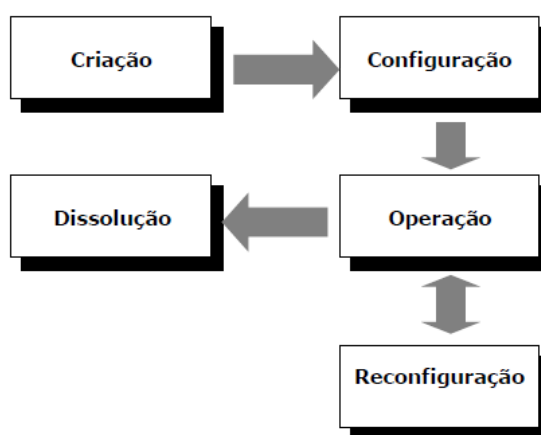 Criação
Configuração
Dissolução
Operação
Reconfiguração